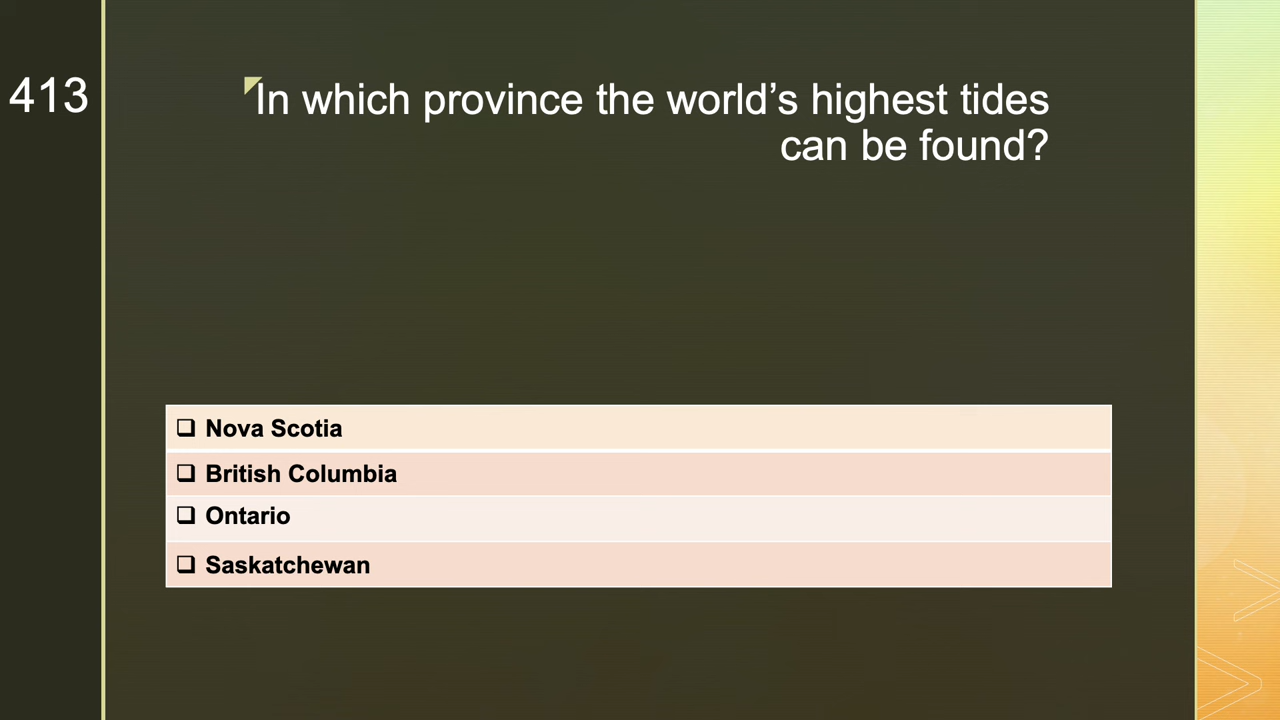 413
In which province the world’s highest tides
can be found?
❑ Nova Scotia
❑ British Columbia
❑ Ontario
❑ Saskatchewan